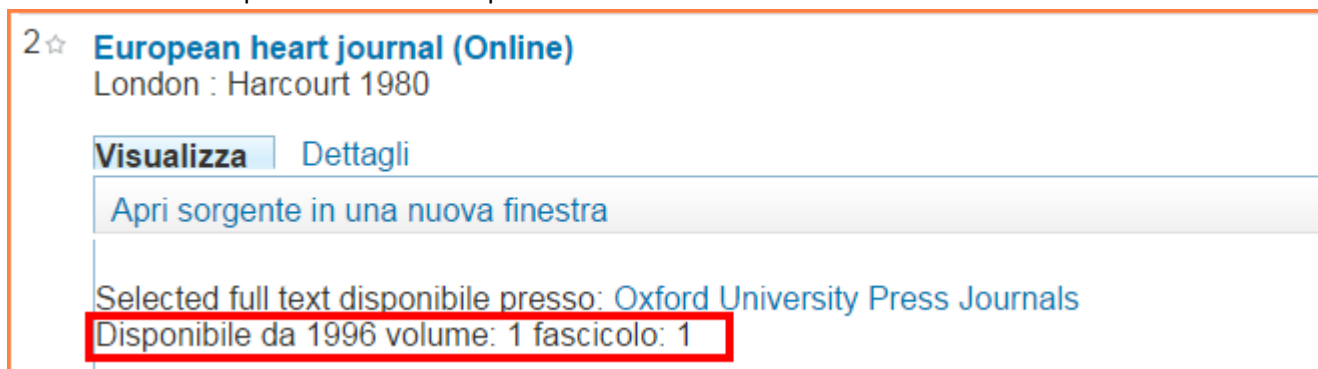 2☆ European heart journal (Online)
London : Harcourt 1980
Visualizza Dettagli
Apri sorgente in una nuova finestra
Selected full text disponibile presso: Oxford University Press Journals
Disponibile da 1996 volume: 1 fascicolo: 1